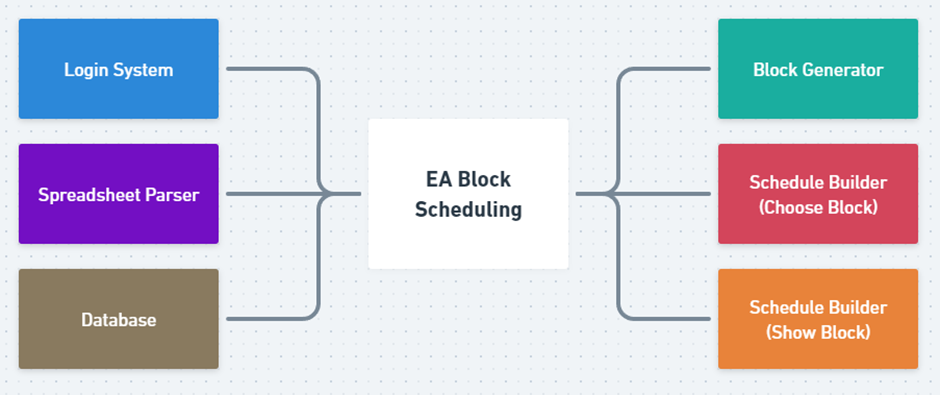 Login System
Spreadsheet Parser
Database
EA Block
Scheduling
Block Generator
Schedule Builder
(Choose Block)
Schedule Builder
(Show Block)